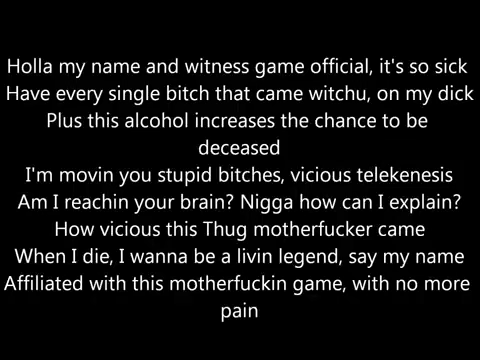 Holla my name and witness game official, it's so sick
Have every single bitch that came witchu, on my dick
Plus this alcohol increases the chance to be
deceased
I'm movin you stupid bitches, vicious telekenesis
Am I reachin your brain? Nigga how can I explain?
How vicious this Thug motherfucker came
When I die, I wanna be a livin legend, say my name
Affiliated with this motherfuckin game, with no more
pain